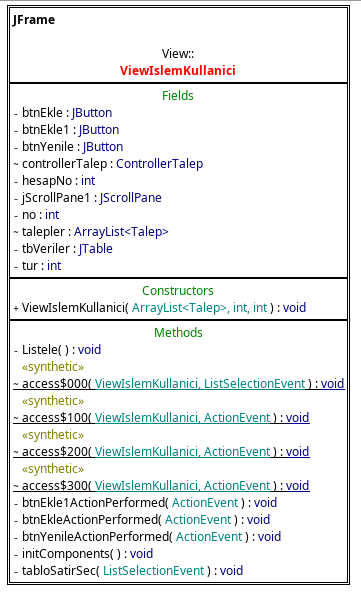 JFrame
View::
ViewIslemKullanici
Fields
- btnEkle : JButton
- btnEkle1 : JButton
- btnYenile : JButton
~ controllerTalep : ControllerTalep
- hesapNo : int
- jScrollPane1 : JScrollPane
- no : int
~ talepler : ArrayList<Talep>
- tbVeriler : JTable
- tur : int
Constructors
+ ViewIslemKullanici( ArrayList<Talep>, int, int ) : void
Methods
- Listele( ) : void
«synthetic»
~ access$000( ViewIslemKullanici, ListSelectionEvent ) : void
«synthetic»
~ access$100( ViewIslemKullanici, ActionEvent ) : void
«synthetic»
~ access$200( ViewIslemKullanici, ActionEvent ) : void
«synthetic»
~ access$300( ViewIslemKullanici, ActionEvent ) : void
- btnEkle1ActionPerformed( ActionEvent ) : void
- btnEkleActionPerformed( ActionEvent ) : void
- btnYenileActionPerformed( ActionEvent ) : void
- initComponents( ) : void
- tabloSatirSec( ListSelectionEvent ) : void